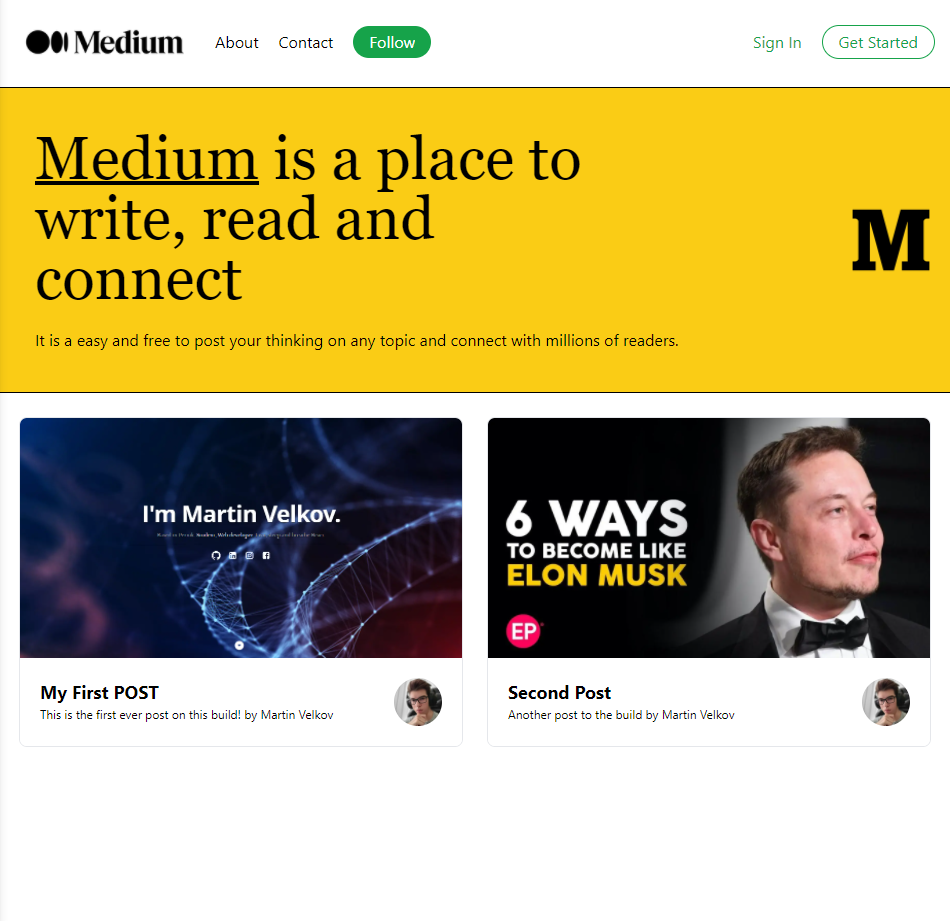 Medium About Contact Follow Sign In Get Started
Medium is a place to
write, read and
connect
M
It is a easy and free to post your thinking on any topic and connect with millions of readers.
I'm Martin Velkov.
6 WAYS
TO BECOME LIKE
ELON MUSK
EP
My First POST
This is the first ever post on this build! by Martin Velkov
Second Post
Another post to the build by Martin Velkov